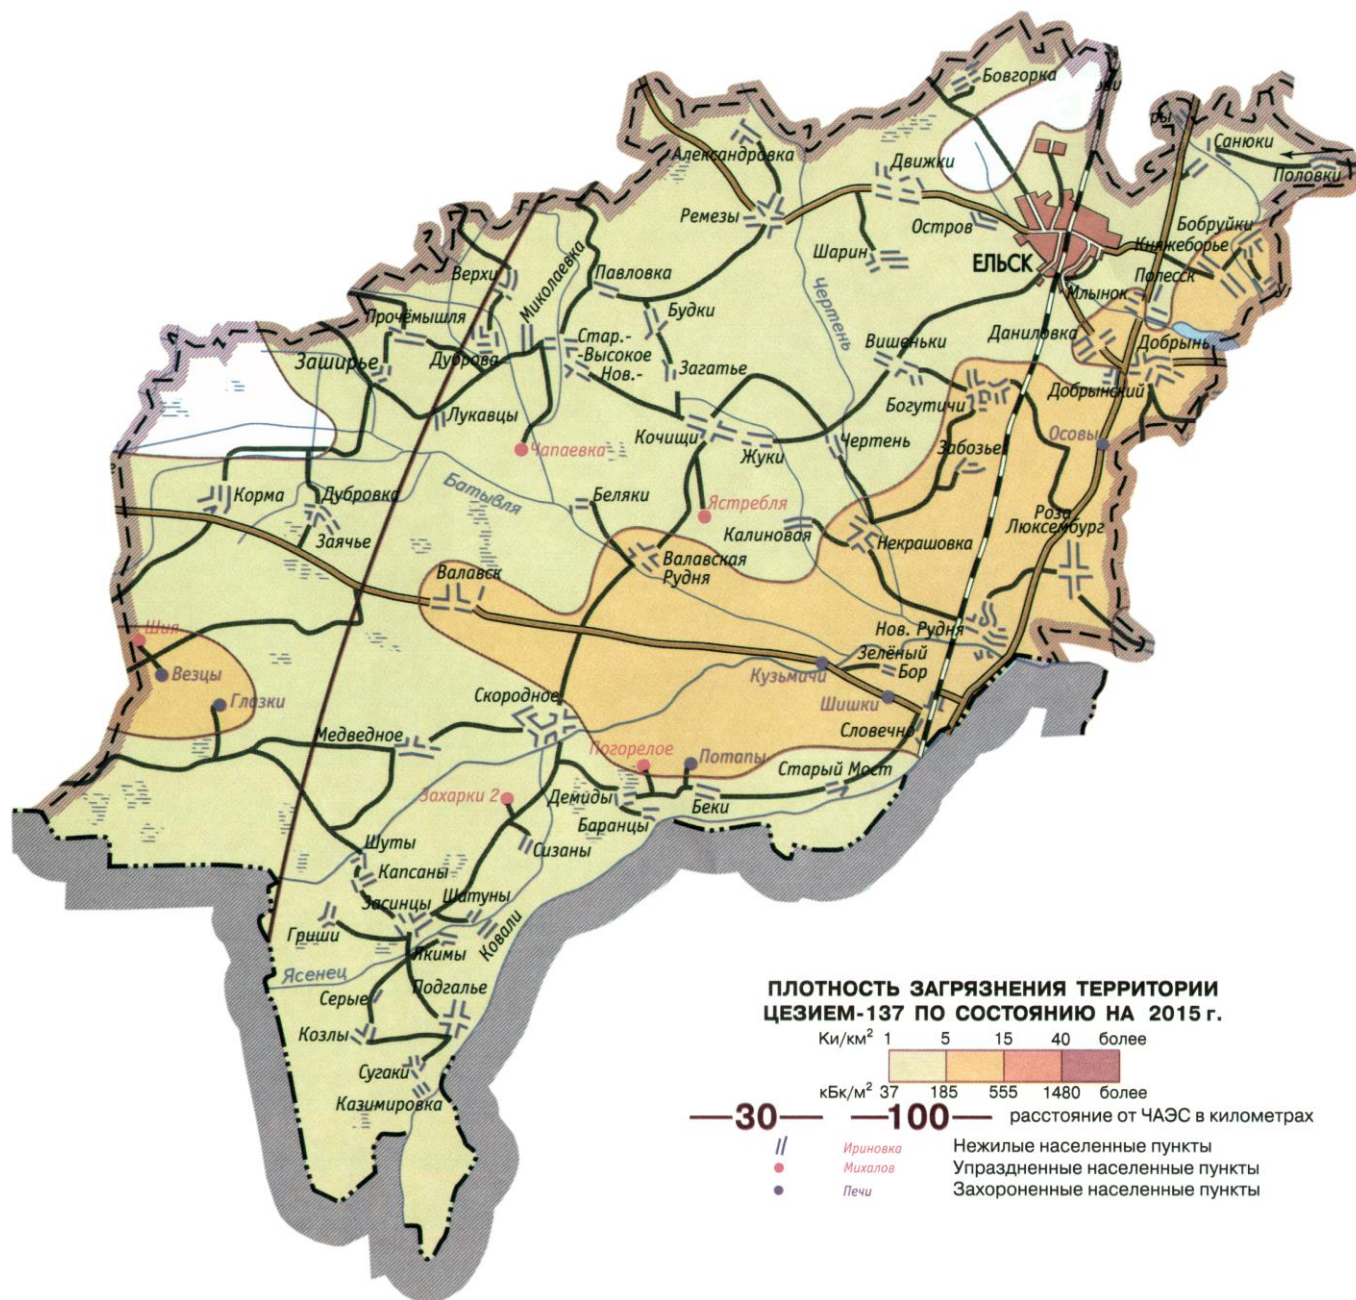 Бовгорка
Санюки
Половки
Александровка
Движки
Ремезы
Остров
Бобруйки
Княжеборье
Шарин
ЕЛЬСК
Полесск
Млынок
Верхи
Миколаевка
Павловка
Чертень
Будки
Прочёмышля
Даниловка
Добрынь
Вишеньки
Стар.-
-Высокое
Нов.-
Дуброва
Заширье
Загатье
Добрынский
Богутичи
Лукавцы
Кочищи
Чертень
Осовы
Жуки
Забозье
Чапаевка
Батывля
Корма
Дубровка
Беляки
Ястребля
Роза
Люксембург
Калиновая
Заячье
Некрашовка
Валавская
Рудня
Валавск
Шия
Нов. Рудня
Зелёный
Бор
Везцы
Кузьмачи
Глазки
Скородное
Шишки
Словечно
Медведное
Погорелое
Потапы
Старый Мост
Захарки 2
Демиды
Беки
Баранцы
Шуты
Сизаны
Капсаны
Засинцы
Шатуны
Гриши
Ковали
Якимы
Ясенец
Подгалье
Серые
Козлы
Сугаки
Казимировка
ПЛОТНОСТЬ ЗАГРЯЗНЕНИЯ ТЕРРИТОРИИ
ЦЕЗИЕМ-137 ПО СОСТОЯНИЮ НА 2015 г.
Ки/км² 1 5 15 40 более
кБк/м² 37 185 555 1480 более
30 100 расстояние от ЧАЭС в километрах
Ириновка Нежилые населенные пункты
Михалов Упраздненные населенные пункты
Печи Захороненные населенные пункты